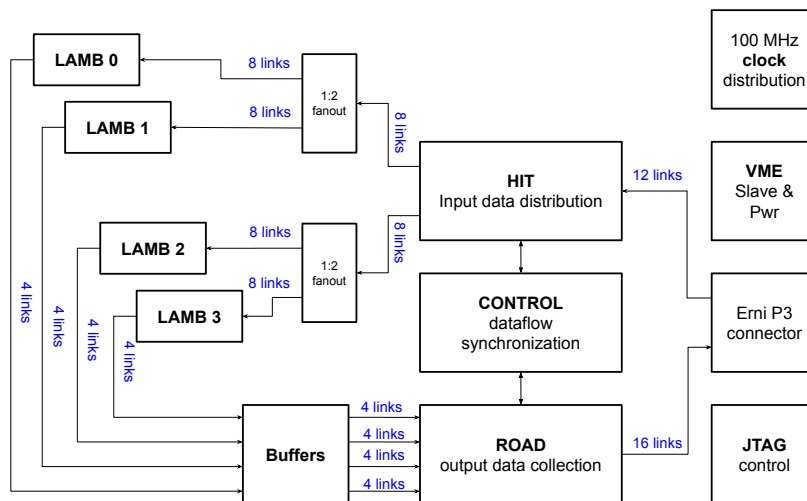 LAMB 0
8 links
1:2
fanout
100 MHz
clock
distribution
LAMB 1
8 links
8 links
HIT
Input data distribution
12 links
VME
Slave &
Pwr
LAMB 2
8 links
1:2
fanout
8 links
LAMB 3
8 links
CONTROL
dataflow
synchronization
Erni P3
connector
4 links
4 links
4 links
4 links
Buffers
4 links
4 links
4 links
4 links
ROAD
output data collection
16 links
JTAG
control